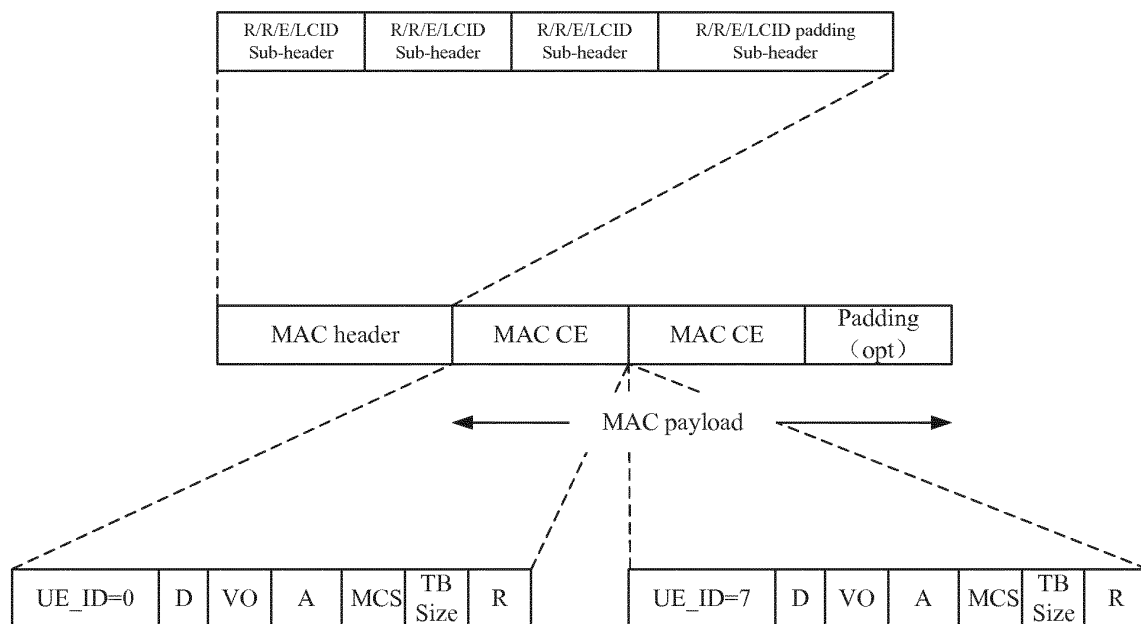 R/R/E/LCID R/R/E/LCID R/R/E/LCID R/R/E/LCID padding
Sub-header Sub-header Sub-header Sub-header
MAC header MAC CE MAC CE Padding
（opt）
MAC payload
UE_ID=0 D VO A MCS TB Size R
UE_ID=7 D VO A MCS TB Size R